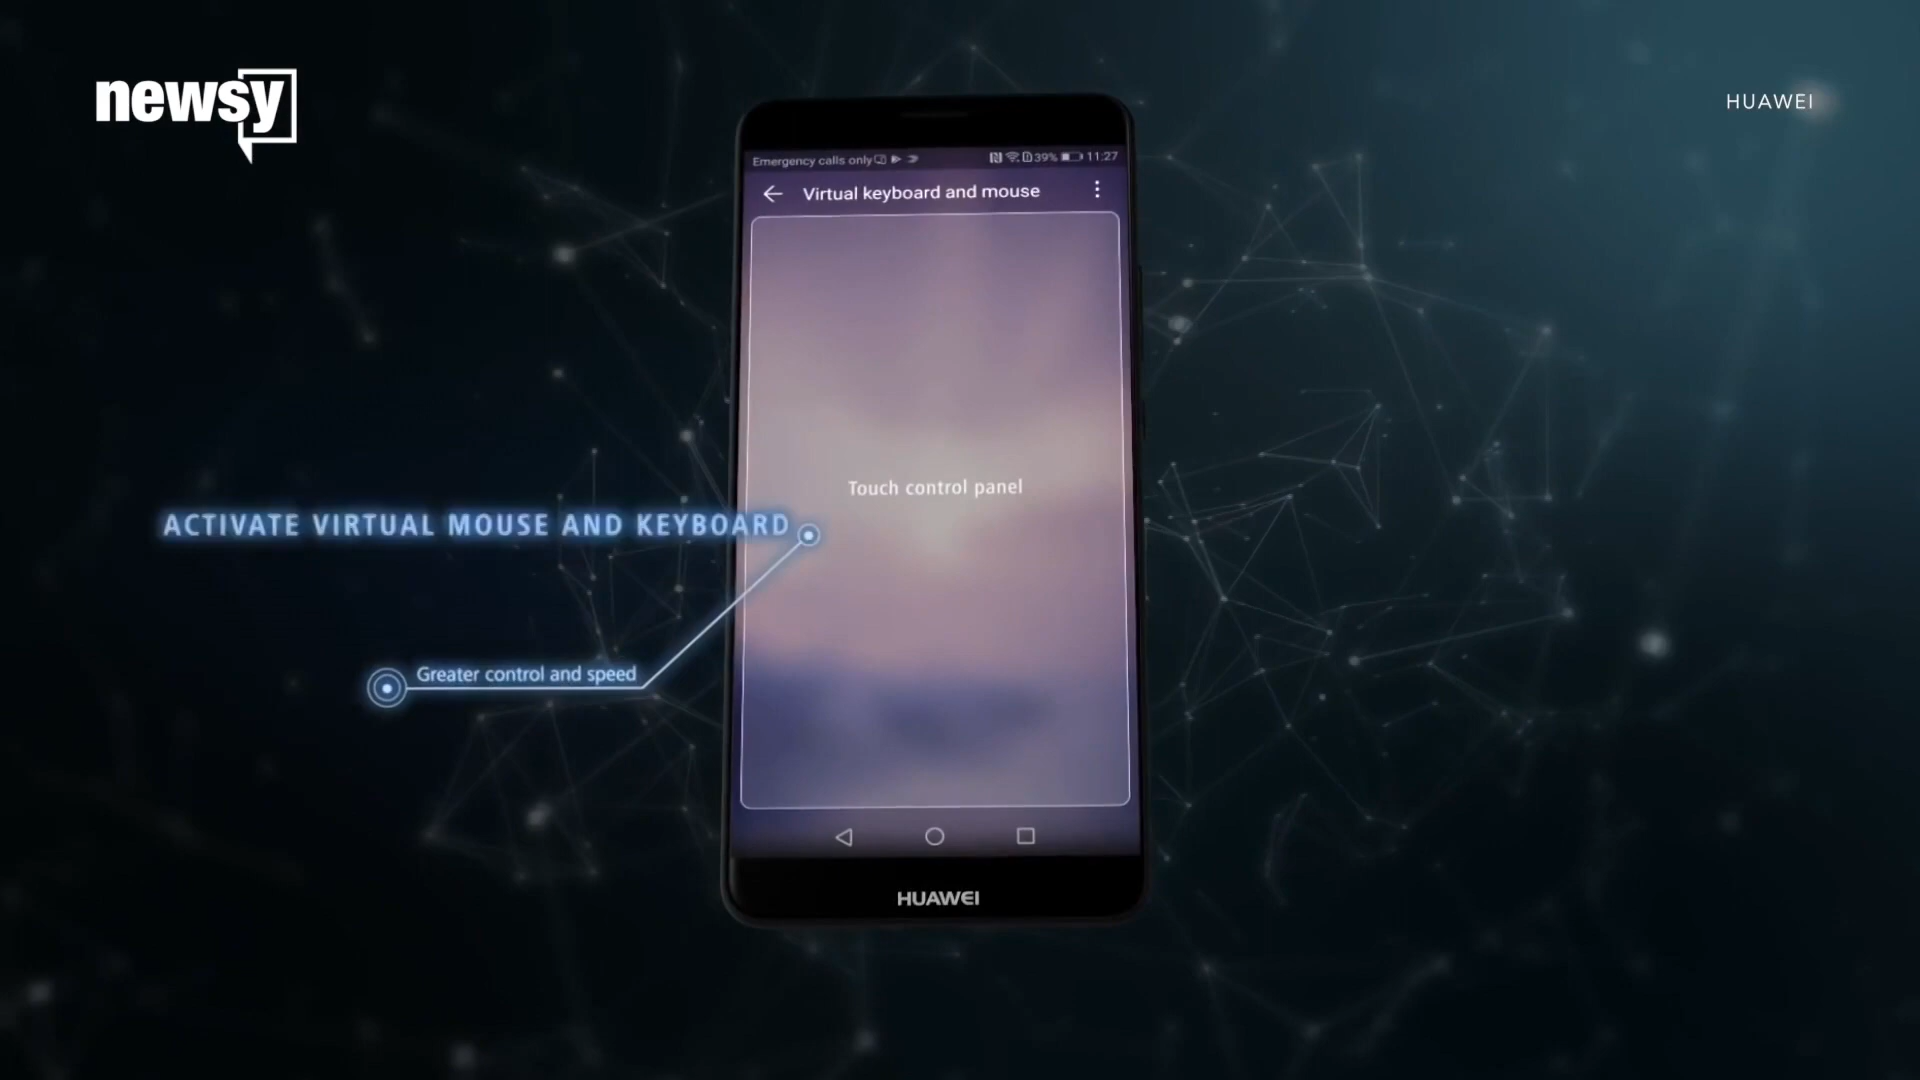 newsy
HUAWEI
Emergency calls only
39%
11:27
Virtual keyboard and mouse
Touch control panel
ACTIVATE VIRTUAL MOUSE AND KEYBOARD
Greater control and speed
HUAWEI